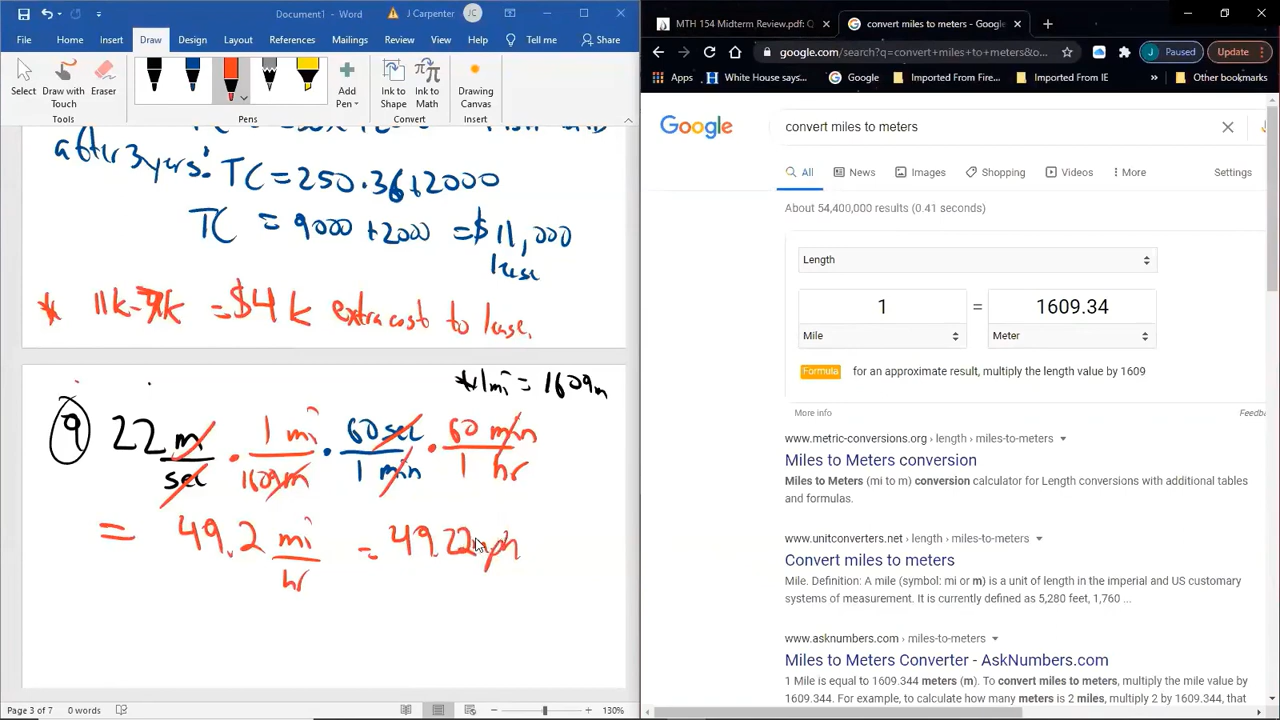 Document1 - Word
J Carpenter
JC
File
Home
Insert
Draw
Design
Layout
References
Mailings
Review
View
Help
Tell me
Share
Select
Draw with Touch
Eraser
Add Pen
Ink to Shape
Ink to Math
Drawing Canvas
Tools
Pens
Convert
Insert
after 3 yers: TC = 250·36+2000
TC = 9000 +2000 = $11,000
lease
* 11k-7k = $4k extra cost to lease.
*1mi = 1609m
9 22 m/sec · 1 mi/1609m · 60 sec/1 min · 60 min/1 hr
= 49.2 mi/hr = 49.22mph
Page 3 of 7
0 words
130%
MTH 154 Midterm Review.pdf: Q
convert miles to meters - Google
google.com/search?q=convert+miles+to+meters&o...
Paused
Update
Apps
White House says...
Google
Imported From Fire...
Imported From IE
Other bookmarks
Google
convert miles to meters
All
News
Images
Shopping
Videos
More
Settings
About 54,400,000 results (0.41 seconds)
Length
1 = 1609.34
Mile
Meter
Formula for an approximate result, multiply the length value by 1609
More info
Feedba
www.metric-conversions.org › length › miles-to-meters
Miles to Meters conversion
Miles to Meters (mi to m) conversion calculator for Length conversions with additional tables
and formulas.
www.unitconverters.net › length › miles-to-meters
Convert miles to meters
Mile. Definition: A mile (symbol: mi or m) is a unit of length in the imperial and US customary
systems of measurement. It is currently defined as 5,280 feet, 1,760 ...
www.asknumbers.com › miles-to-meters
Miles to Meters Converter - AskNumbers.com
1 Mile is equal to 1609.344 meters (m). To convert miles to meters, multiply the mile value by
1609.344. For example, to calculate how many meters is 2 miles, multiply 2 by 1609.344, that